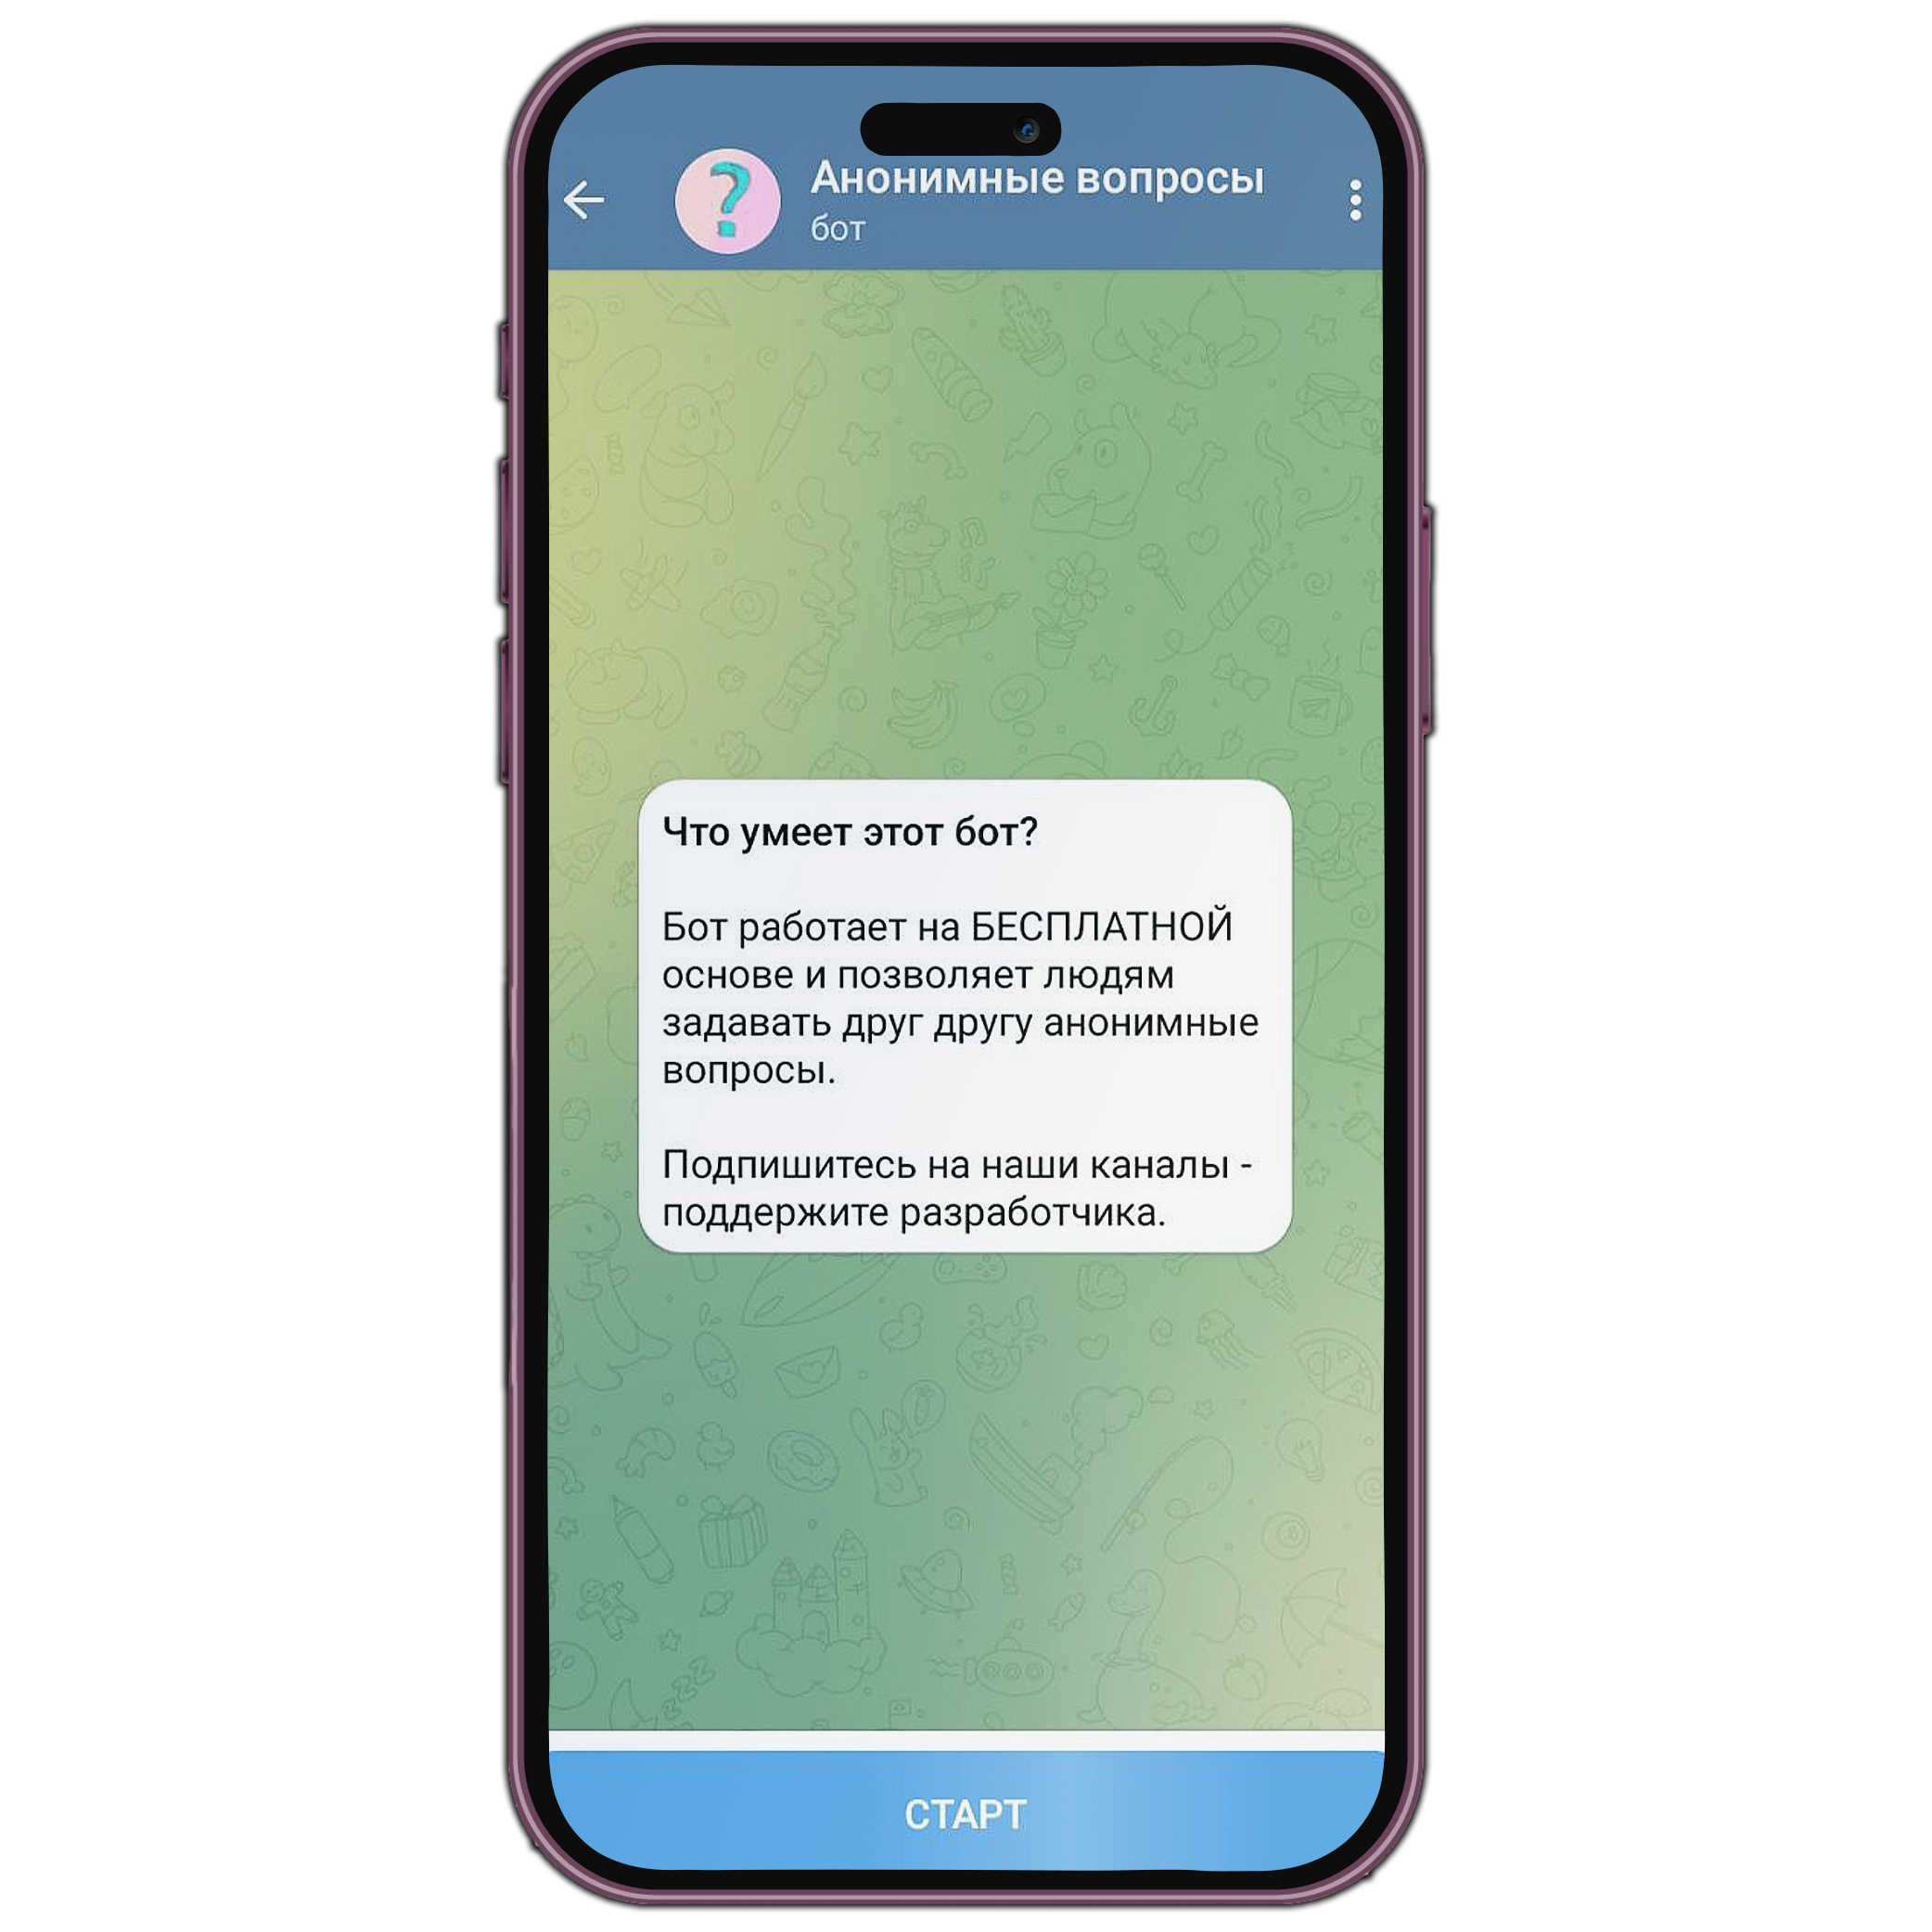 Анонимные вопросы
бот
Что умеет этот бот?
Бот работает на БЕСПЛАТНОЙ
основе и позволяет людям
задавать друг другу анонимные
вопросы.
Подпишитесь на наши каналы -
поддержите разработчика.
СТАРТ